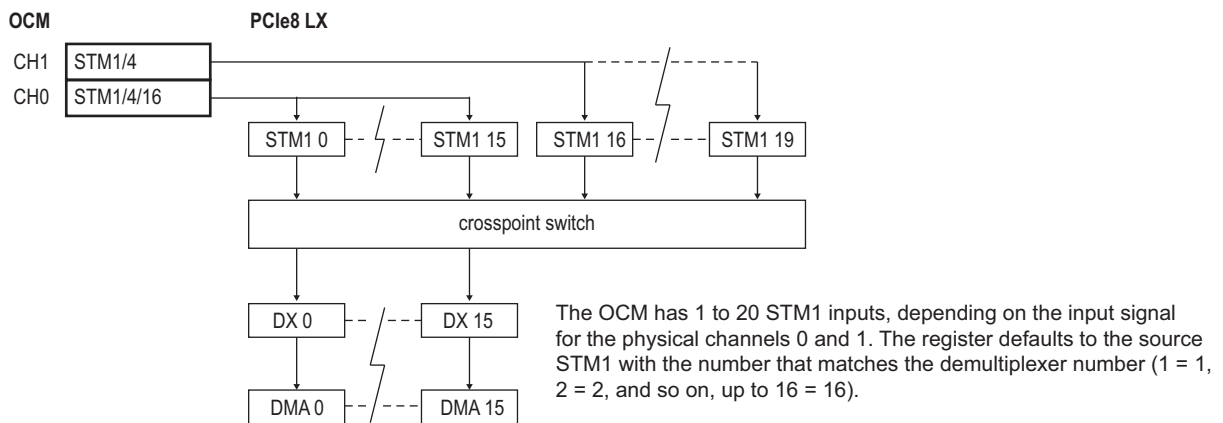 OCM PCIe8 LX
CH1 STM1/4
CH0 STM1/4/16
STM1 0 STM1 15 STM1 16 STM1 19
crosspoint switch
DX 0 DX 15
DMA 0 DMA 15
The OCM has 1 to 20 STM1 inputs, depending on the input signal
for the physical channels 0 and 1. The register defaults to the source
STM1 with the number that matches the demultiplexer number (1 = 1,
2 = 2, and so on, up to 16 = 16).